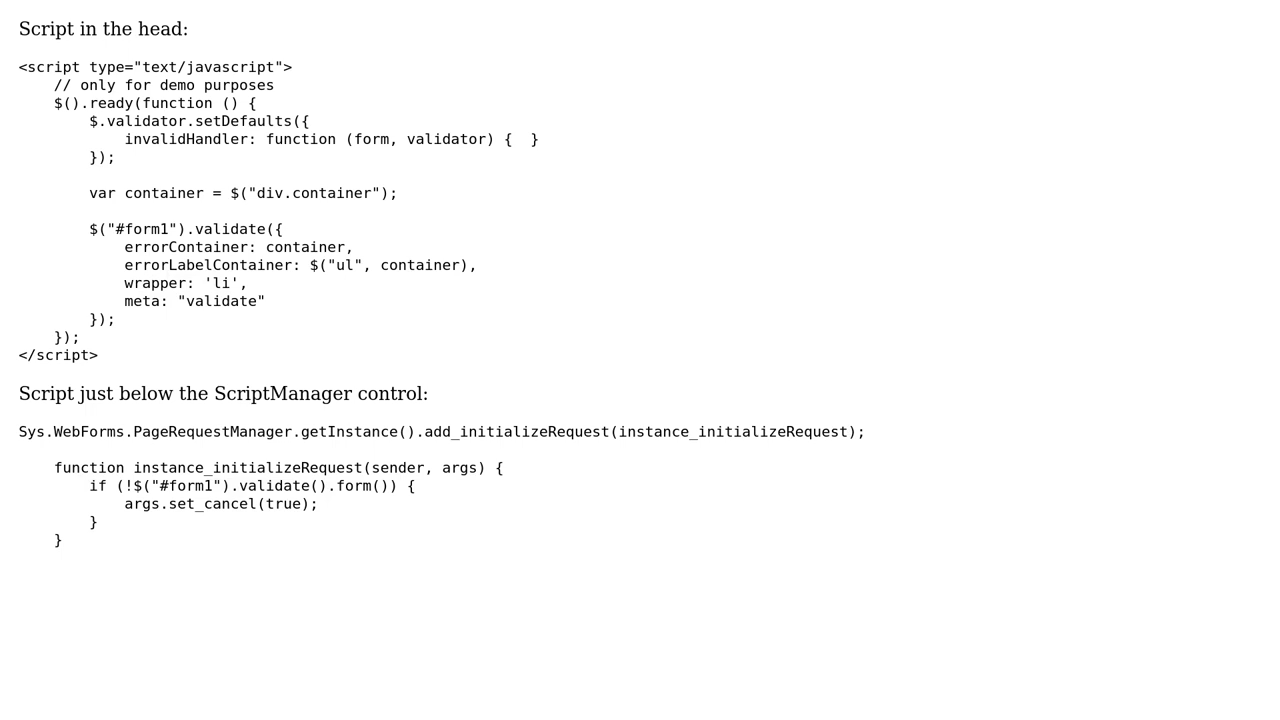 Script in the head:
<script type="text/javascript">
    // only for demo purposes
    $().ready(function () {
        $.validator.setDefaults({
            invalidHandler: function (form, validator) {  }
        });

        var container = $("div.container");

        $("#form1").validate({
            errorContainer: container,
            errorLabelContainer: $("ul", container),
            wrapper: 'li',
            meta: "validate"
        });
    });
</script>
Script just below the ScriptManager control:
Sys.WebForms.PageRequestManager.getInstance().add_initializeRequest(instance_initializeRequest);

    function instance_initializeRequest(sender, args) {
        if (!$("#form1").validate().form()) {
            args.set_cancel(true);
        }
    }